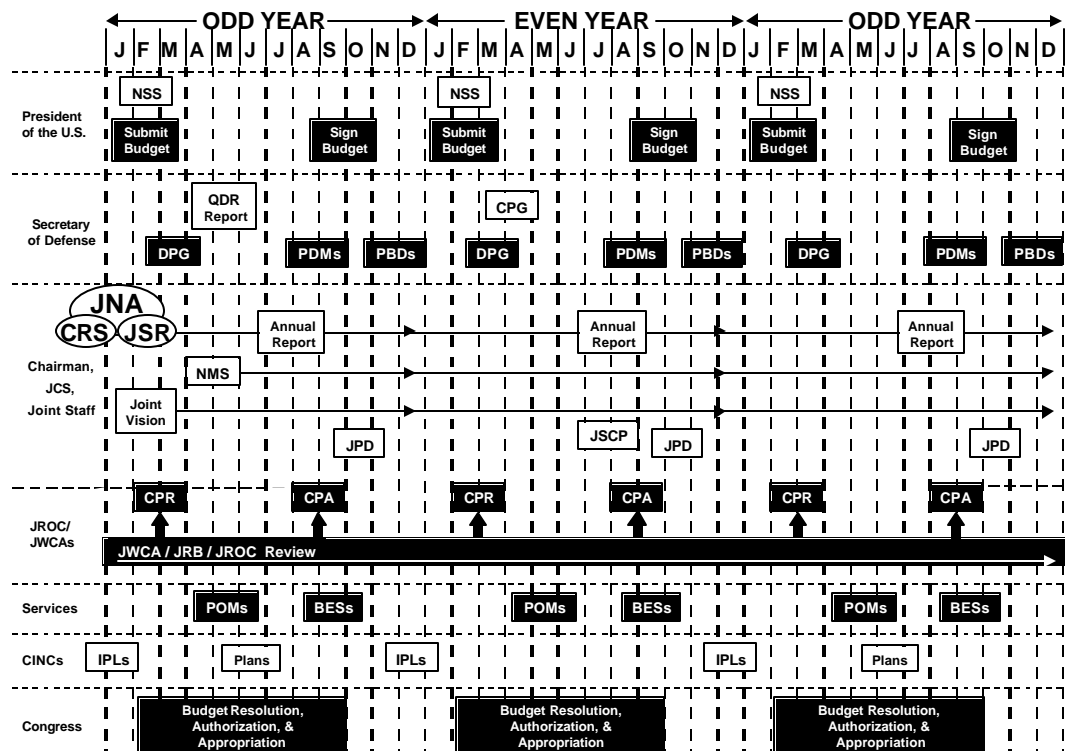 ODD YEAR EVEN YEAR ODD YEAR
J F M A M J J A S O N D J F M A M J J A S O N D J F M A M J J A S O N D
President
of the U.S.
NSS NSS NSS
Submit
Budget
Sign
Budget
Submit
Budget
Sign
Budget
Submit
Budget
Sign
Budget
Secretary
of Defense
QDR
Report
CPG
DPG PDMs PBDs DPG PDMs PBDs DPG PDMs PBDs
JNA
CRS JSR
Annual
Report
Annual
Report
Annual
Report
Chairman,
JCS,
Joint Staff
NMS
Joint
Vision
JPD JSCP JPD JPD
CPR CPA CPR CPA CPR CPA
JROC/
JWCAs
JWCA / JRB / JROC Review
Services
POMs BESs POMs BESs POMs BESs
CINCs
IPLs Plans IPLs IPLs Plans
Congress
Budget Resolution,
Authorization, &
Appropriation
Budget Resolution,
Authorization, &
Appropriation
Budget Resolution,
Authorization, &
Appropriation